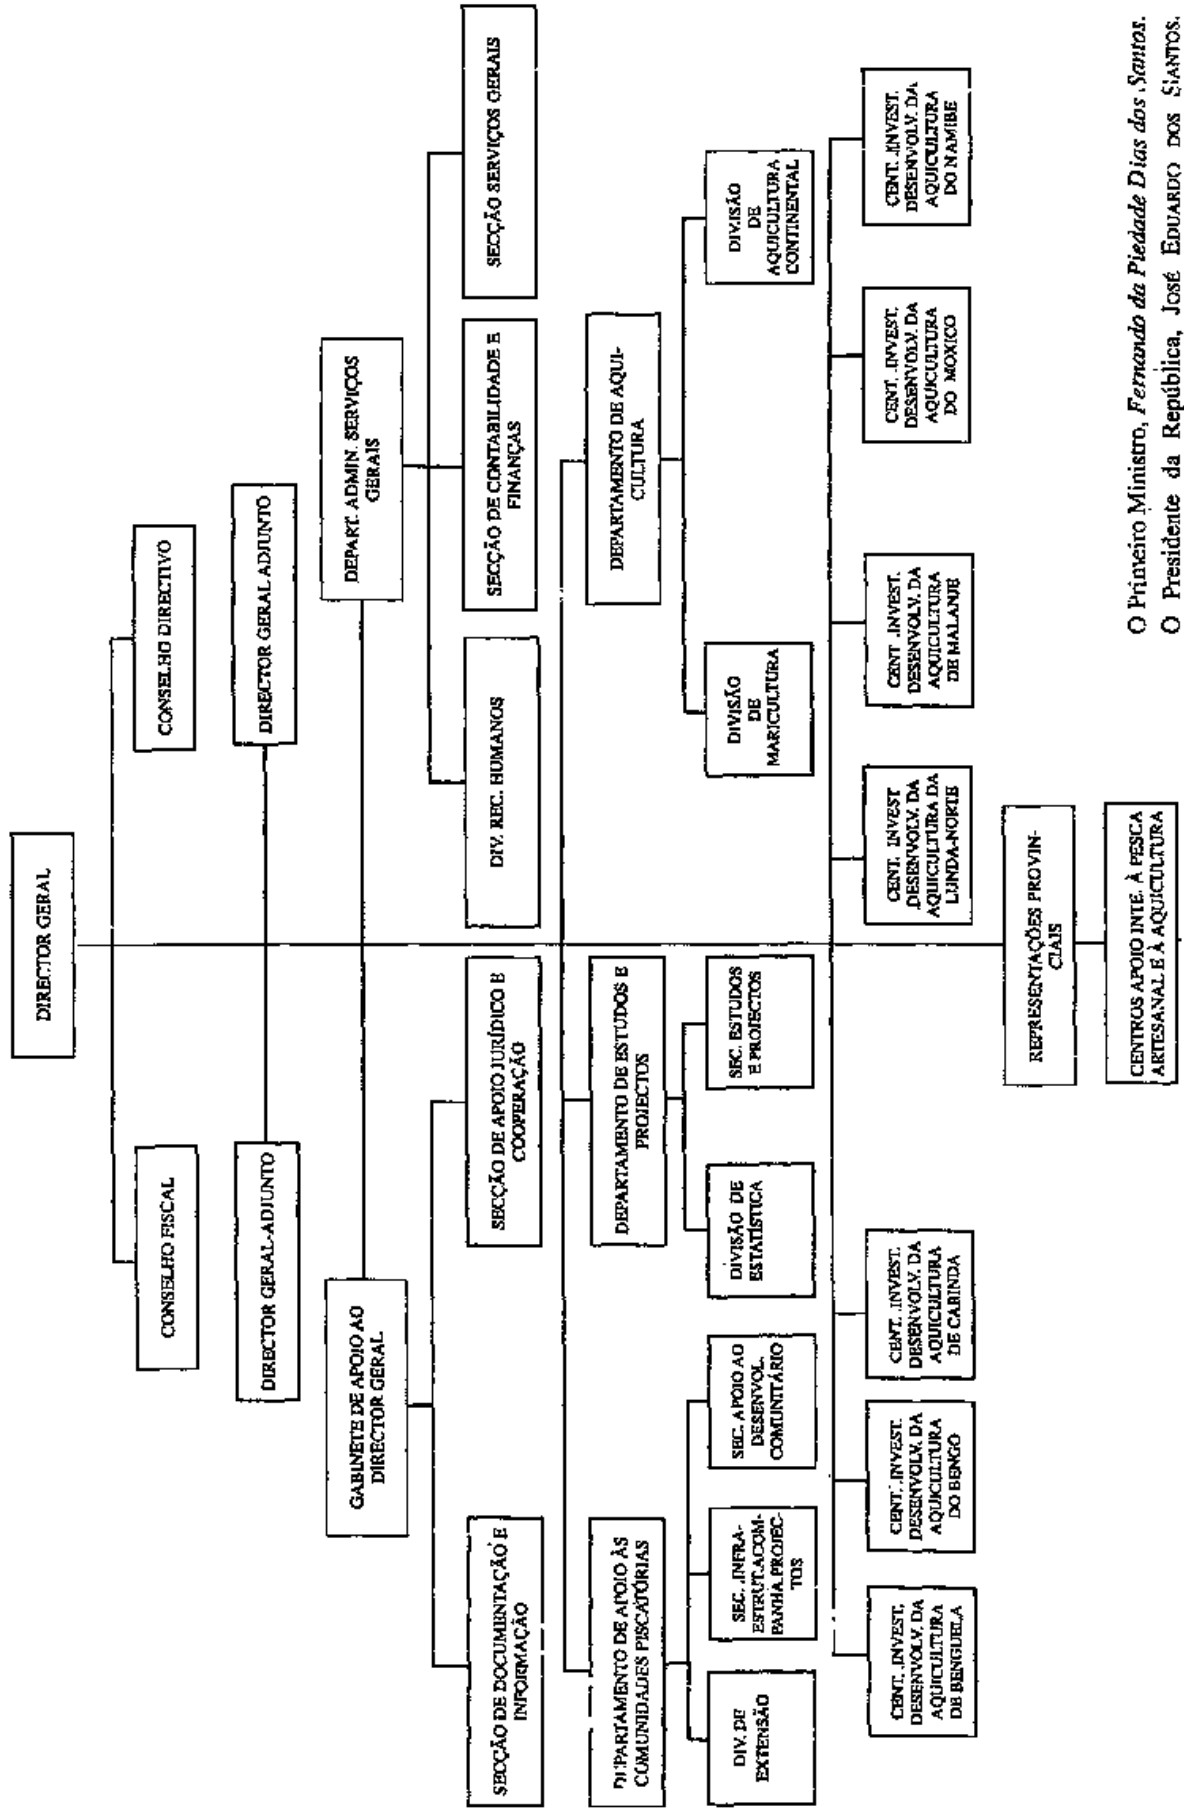 DIRECTOR GERAL
CONSELHO FISCAL
CONSELHO DIRECTIVO
DIRECTOR GERAL-ADJUNTO
DIRECTOR GERAL ADJUNTO
GABINETE DE APOIO AO
DIRECTOR GERAL
DEPART. ADMIN. SERVIÇOS
GERAIS
SECÇÃO DE DOCUMENTAÇÃO E
INFORMAÇÃO
SECÇÃO DE APOIO JURÍDICO E
COOPERAÇÃO
DIV. REC. HUMANOS
SECÇÃO DE CONTABILIDADE E
FINANÇAS
SECÇÃO SERVIÇOS GERAIS
DEPARTAMENTO DE APOIO ÀS
COMUNIDADES PISCATÓRIAS
DEPARTAMENTO DE ESTUDOS E
PROJECTOS
DEPARTAMENTO DE AQUI-
CULTURA
DIV. DE
EXTENSÃO
SEC. .INFRA-
ESTRUT.ACOM-
PANHA.PROJEC-
TOS
SEC. APOIO AO
DESENVOL.
COMUNITÁRIO
DIVISÃO DE
ESTATÍSTICA
SEC. ESTUDOS
E PROJECTOS
DIVISÃO
DE
MARICULTURA
DIVISÃO
DE
AQUICULTURA
CONTINENTAL
CENT. .INVEST.
DESENVOLV. DA
AQUICULTURA
DE BENGUELA
CENT. .INVEST.
DESENVOLV. DA
AQUICULTURA
DO BENGO
CENT. .INVEST.
DESENVOLV. DA
AQUICULTURA
DE CABINDA
CENT. INVEST
.DESENVOLV. DA
AQUICULTURA DA
LUNDA-NORTE
CENT .INVEST.
DESENVOLV. DA
AQUICULTURA
DE MALANJE
CENT. .INVEST.
DESENVOLV. DA
AQUICULTURA
DO MOXICO
CENT. .INVEST.
DESENVOLV. DA
AQUICULTURA
DO NAMIBE
REPRESENTAÇÕES PROVIN-
CIAIS
CENTROS APOIO INTE. À PESCA
ARTESANAL E À AQUICULTURA
O Primeiro Ministro, Fernando da Piedade Dias dos Santos.
O Presidente da República, JOSÉ EDUARDO DOS SANTOS.